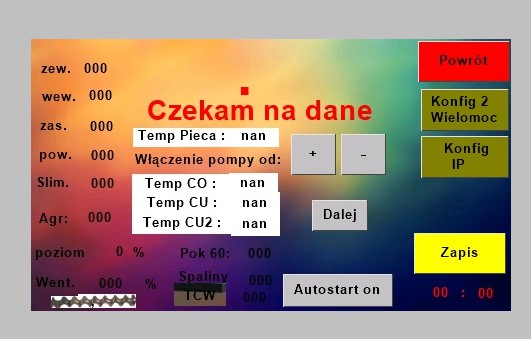 zew. 000
Powrót
wew. 000
Konfig 2
Wielomoc
Czekam na dane
zas. 000
Temp Pieca : nan
+
-
Konfig
IP
pow. 000
Włączenie pompy od:
Slim. 000
Temp CO : nan
Temp CU : nan
Agr: 000
Temp CU2 : nan
Dalej
poziom 0 %
Pok 60: 000
Zapis
Went. 000 %
Spaliny 000
TCW 000
Autostart on
00 : 00